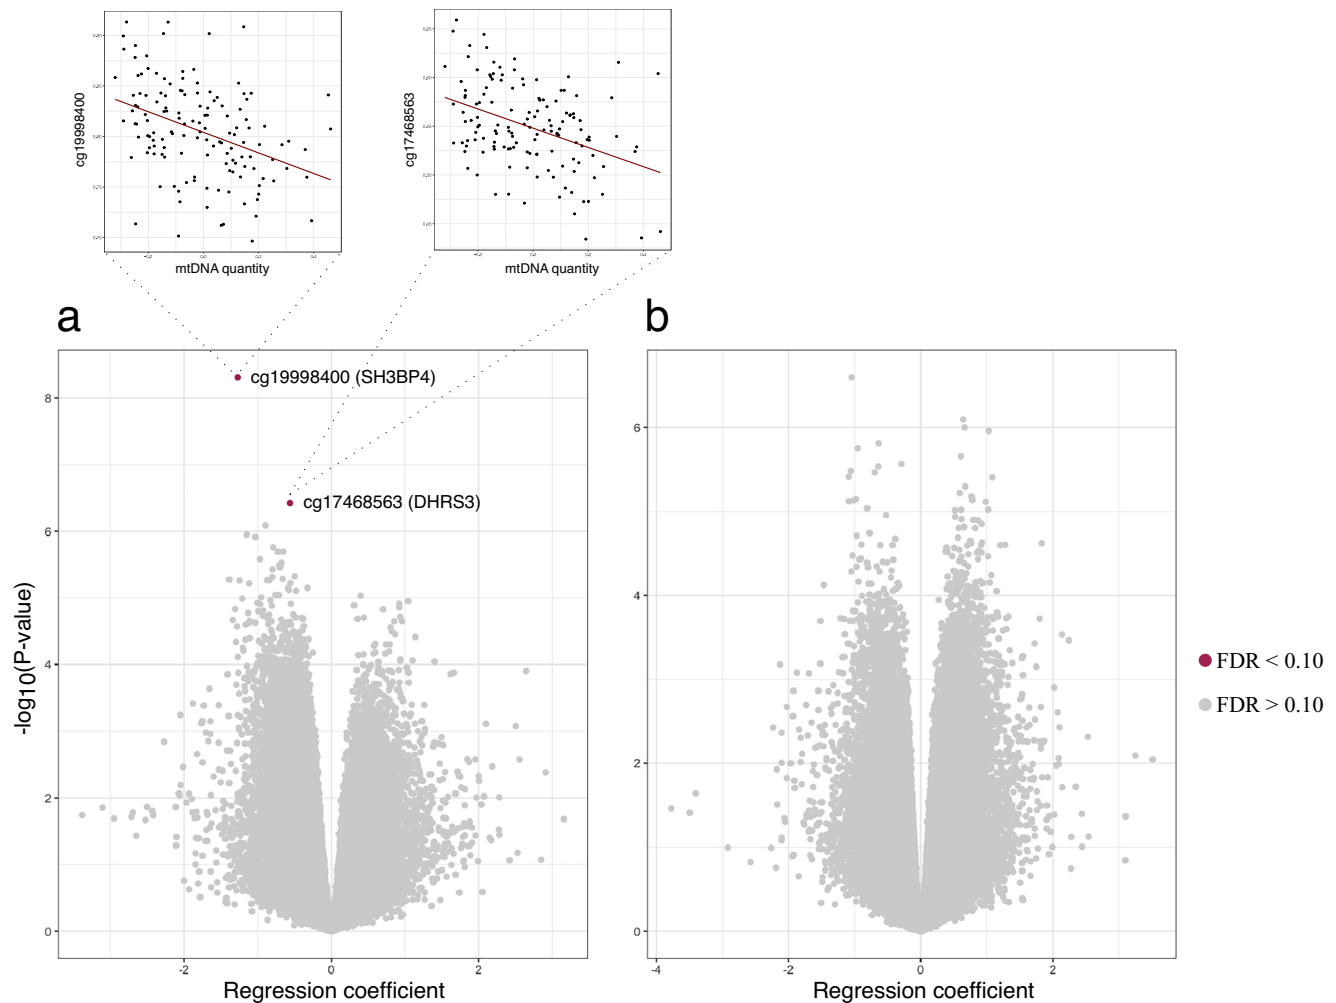 cg19998400
mtDNA quantity
cg17468563
mtDNA quantity
a
b
cg19998400 (SH3BP4)
cg17468563 (DHRS3)
-log10(P-value)
8
6
4
2
0
-2
0
2
Regression coefficient
6
4
2
0
-4
-2
0
2
Regression coefficient
FDR < 0.10
FDR > 0.10